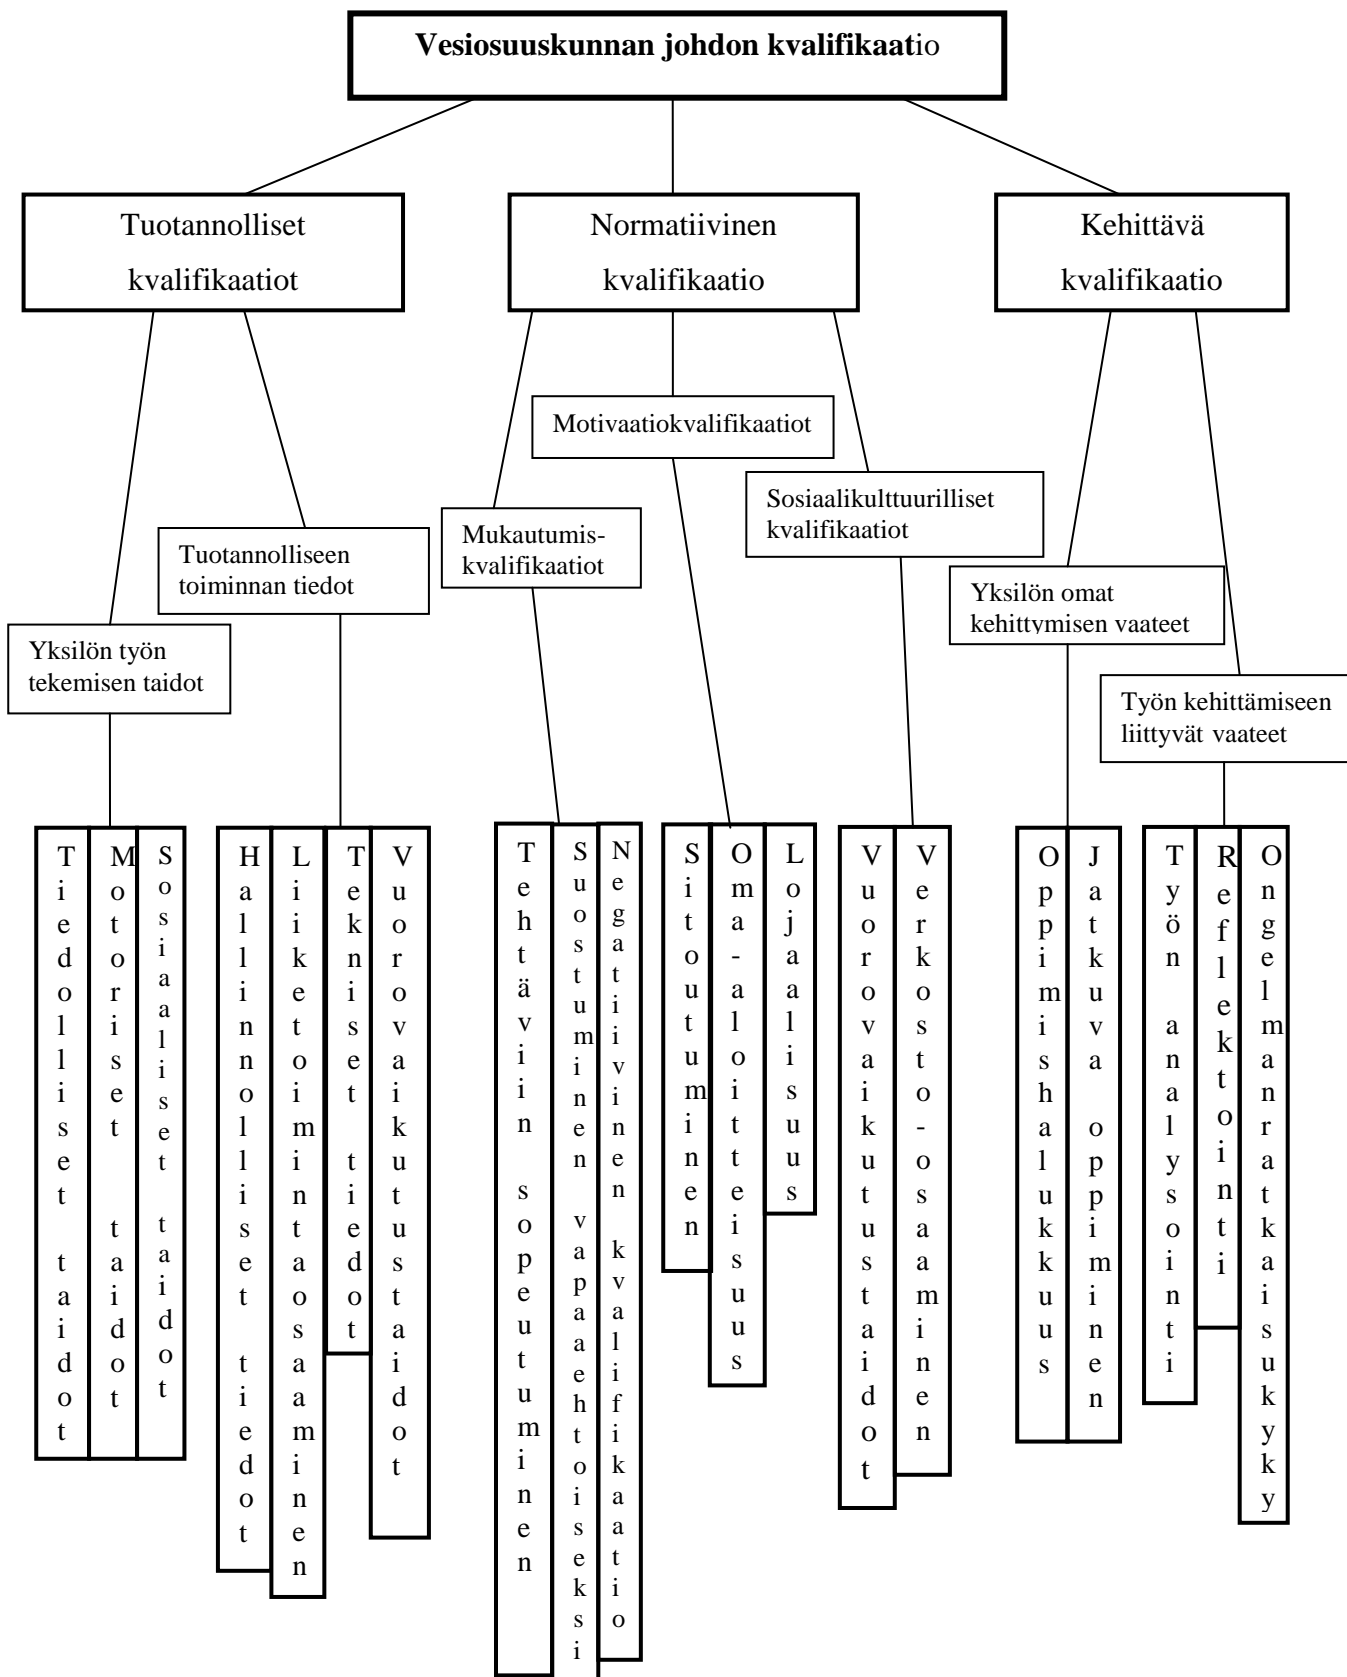 Vesiosuuskunnan johdon kvalifikaatio
Tuotannolliset
kvalifikaatiot
Normatiivinen
kvalifikaatio
Kehittävä
kvalifikaatio
Motivaatiokvalifikaatiot
Sosiaalikulttuurilliset
kvalifikaatiot
Mukautumis-
kvalifikaatiot
Tuotannolliseen
toiminnan tiedot
Yksilön omat
kehittymisen vaateet
Yksilön työn
tekemisen taidot
Työn kehittämiseen
liittyvät vaateet
Tiedolliset taidot
Motoriset taidot
Sosiaaliset taidot
Hallinnolliset tiedot
Liiketoimintaosaaminen
Tekniset tiedot
Vuorovaikutustaidot
Tehtäviin sopeutuminen
Suostuminen vapaaehtoiseksi
Negatiivinen kvalifikaatio
Sitoutuminen
Oma-aloitteisuus
Lojaalisuus
Vuorovaikutustaidot
Verkosto-osaaminen
Oppimishalukkuus
Jatkuva oppiminen
Työn analysointi
Reflektointi
Ongelmanratkaisukyky